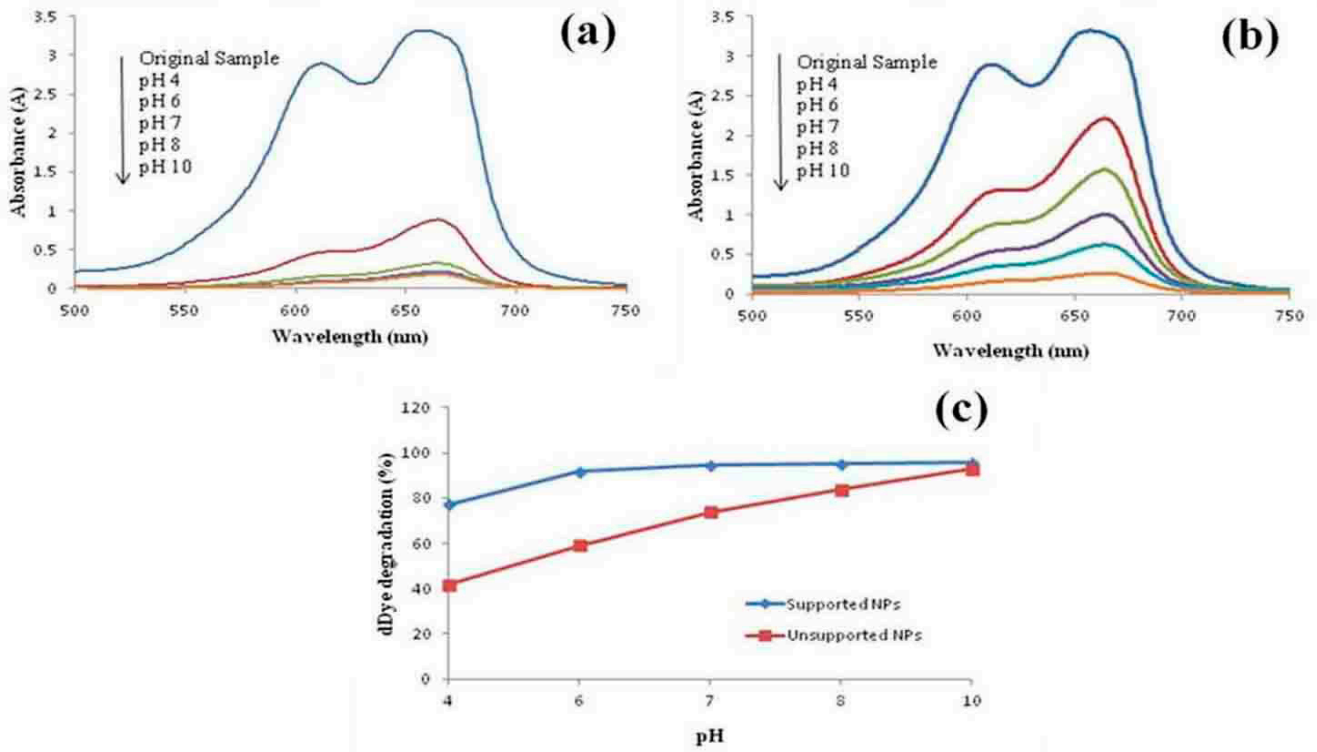 (a)
3.5
3
2.5
2
1.5
1
0.5
0
Absorbance (A)
Original Sample
pH 4
pH 6
pH 7
pH 8
pH 10
500 550 600 650 700 750
Wavelength (nm)
(b)
3.5
3
2.5
2
1.5
1
0.5
0
Absorbance (A)
Original Sample
pH 4
pH 6
pH 7
pH 8
pH 10
500 550 600 650 700 750
Wavelength (nm)
(c)
120
100
80
60
40
20
0
dDye degradation (%)
Supported NPs
Unsupported NPs
4 6 7 8 10
pH